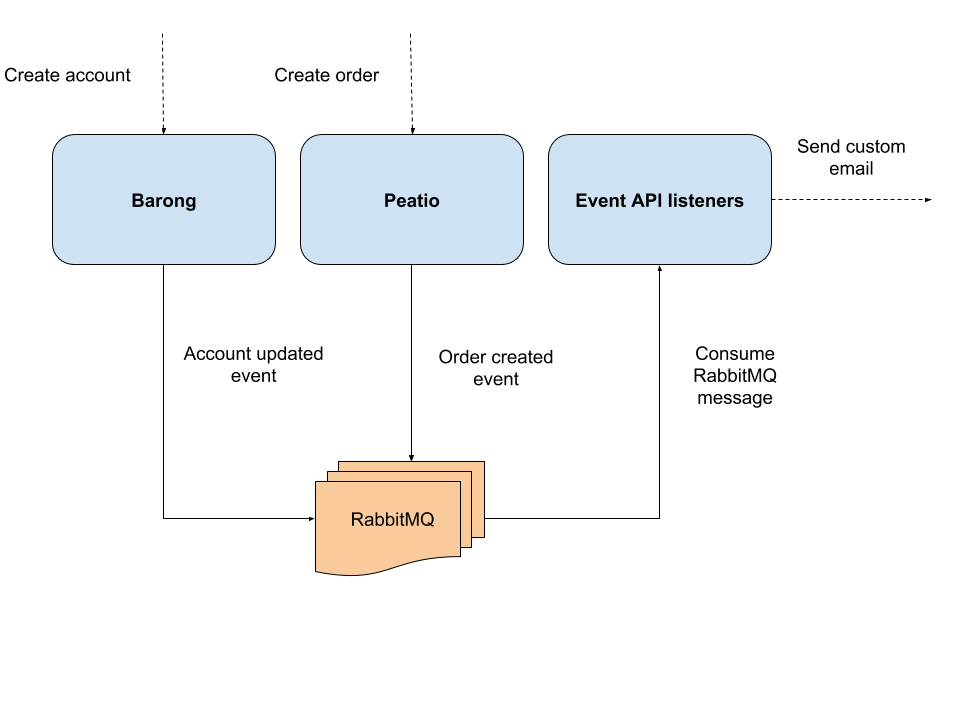 Create account
Create order
Send custom
email
Barong
Peatio
Event API listeners
Account updated
event
Order created
event
Consume
RabbitMQ
message
RabbitMQ